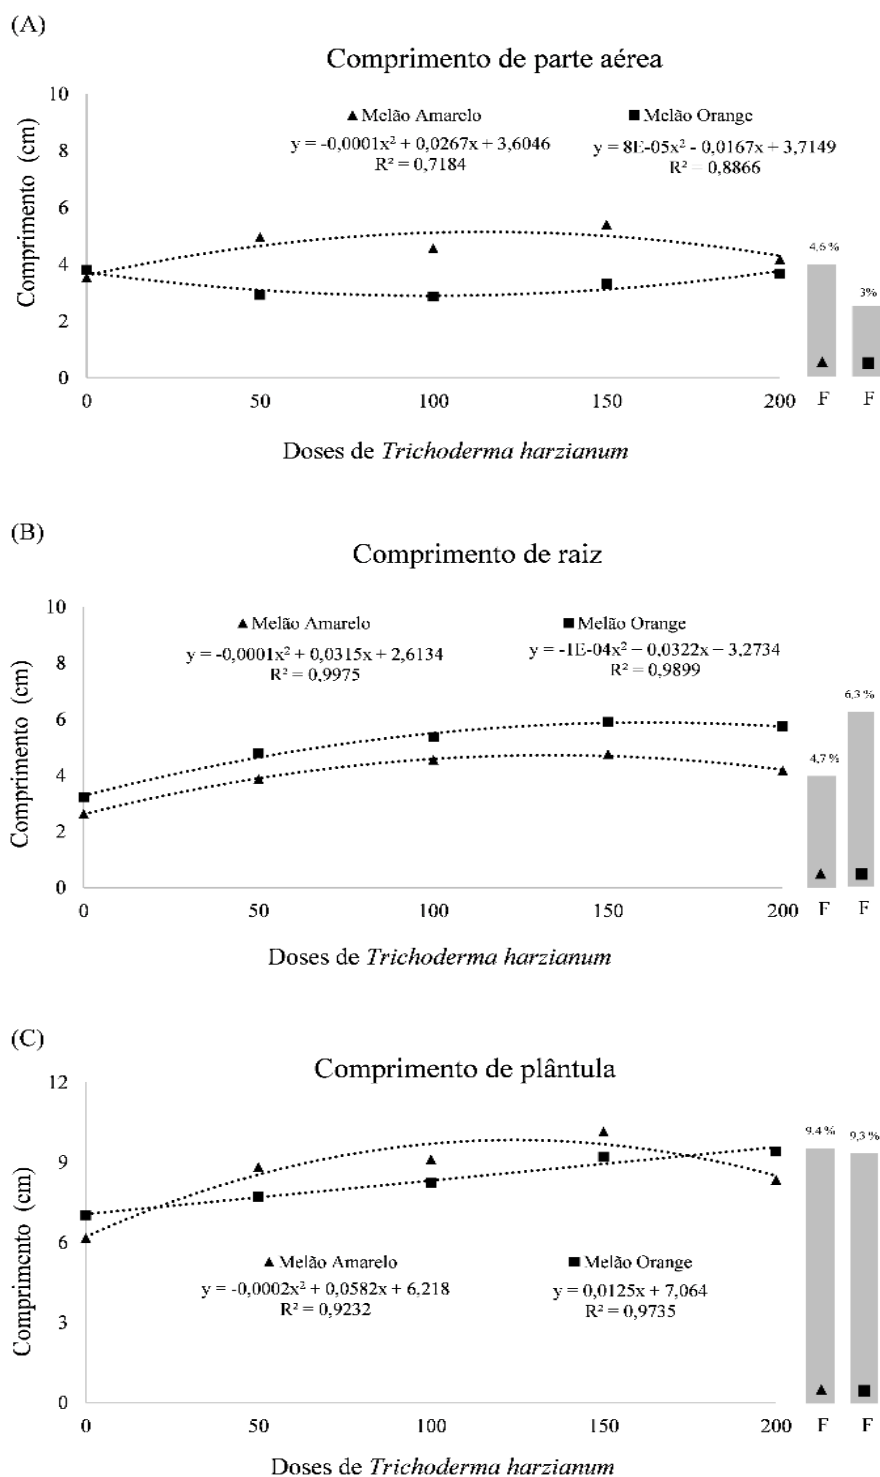 (A)
Comprimento de parte aérea
10
8
6
4
2
0
Comprimento (cm)
▲ Melão Amarelo
■ Melão Orange
y = -0,0001x² + 0,0267x + 3,6046
R² = 0,7184
y = 8E-05x² - 0,0167x + 3,7149
R² = 0,8866
4,6 %
3%
0 50 100 150 200 F F
Doses de Trichoderma harzianum
(B)
Comprimento de raiz
10
8
6
4
2
0
Comprimento (cm)
▲ Melão Amarelo
■ Melão Orange
y = -0,0001x² + 0,0315x + 2,6134
R² = 0,9975
y = -1E-04x² – 0,0322x – 3,2734
R² = 0,9899
4,7 %
6,3 %
0 50 100 150 200 F F
Doses de Trichoderma harzianum
(C)
Comprimento de plântula
12
9
6
3
0
Comprimento (cm)
▲ Melão Amarelo
■ Melão Orange
y = -0,0002x² + 0,0582x + 6,218
R² = 0,9232
y = 0,0125x + 7,064
R² = 0,9735
9,4 %
9,3 %
0 50 100 150 200 F F
Doses de Trichoderma harzianum